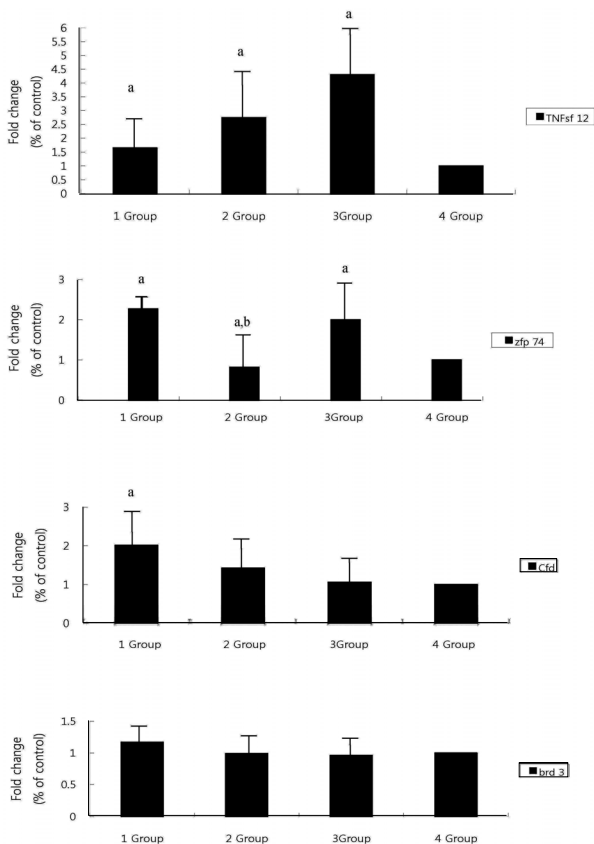 6
5.5
5
4.5
4
3.5
3
2.5
2
1.5
1
0.5
0
Fold change
(% of control)
a
a
a
1 Group
2 Group
3Group
4 Group
TNFsf 12
3
2
1
0
Fold change
(% of control)
a
a,b
a
1 Group
2 Group
3Group
4 Group
zfp 74
3
2
1
0
Fold change
(% of control)
a
1 Group
2 Group
3Group
4 Group
Cfd
1.5
1
0.5
0
Fold change
(% of control)
1 Group
2 Group
3Group
4 Group
brd 3